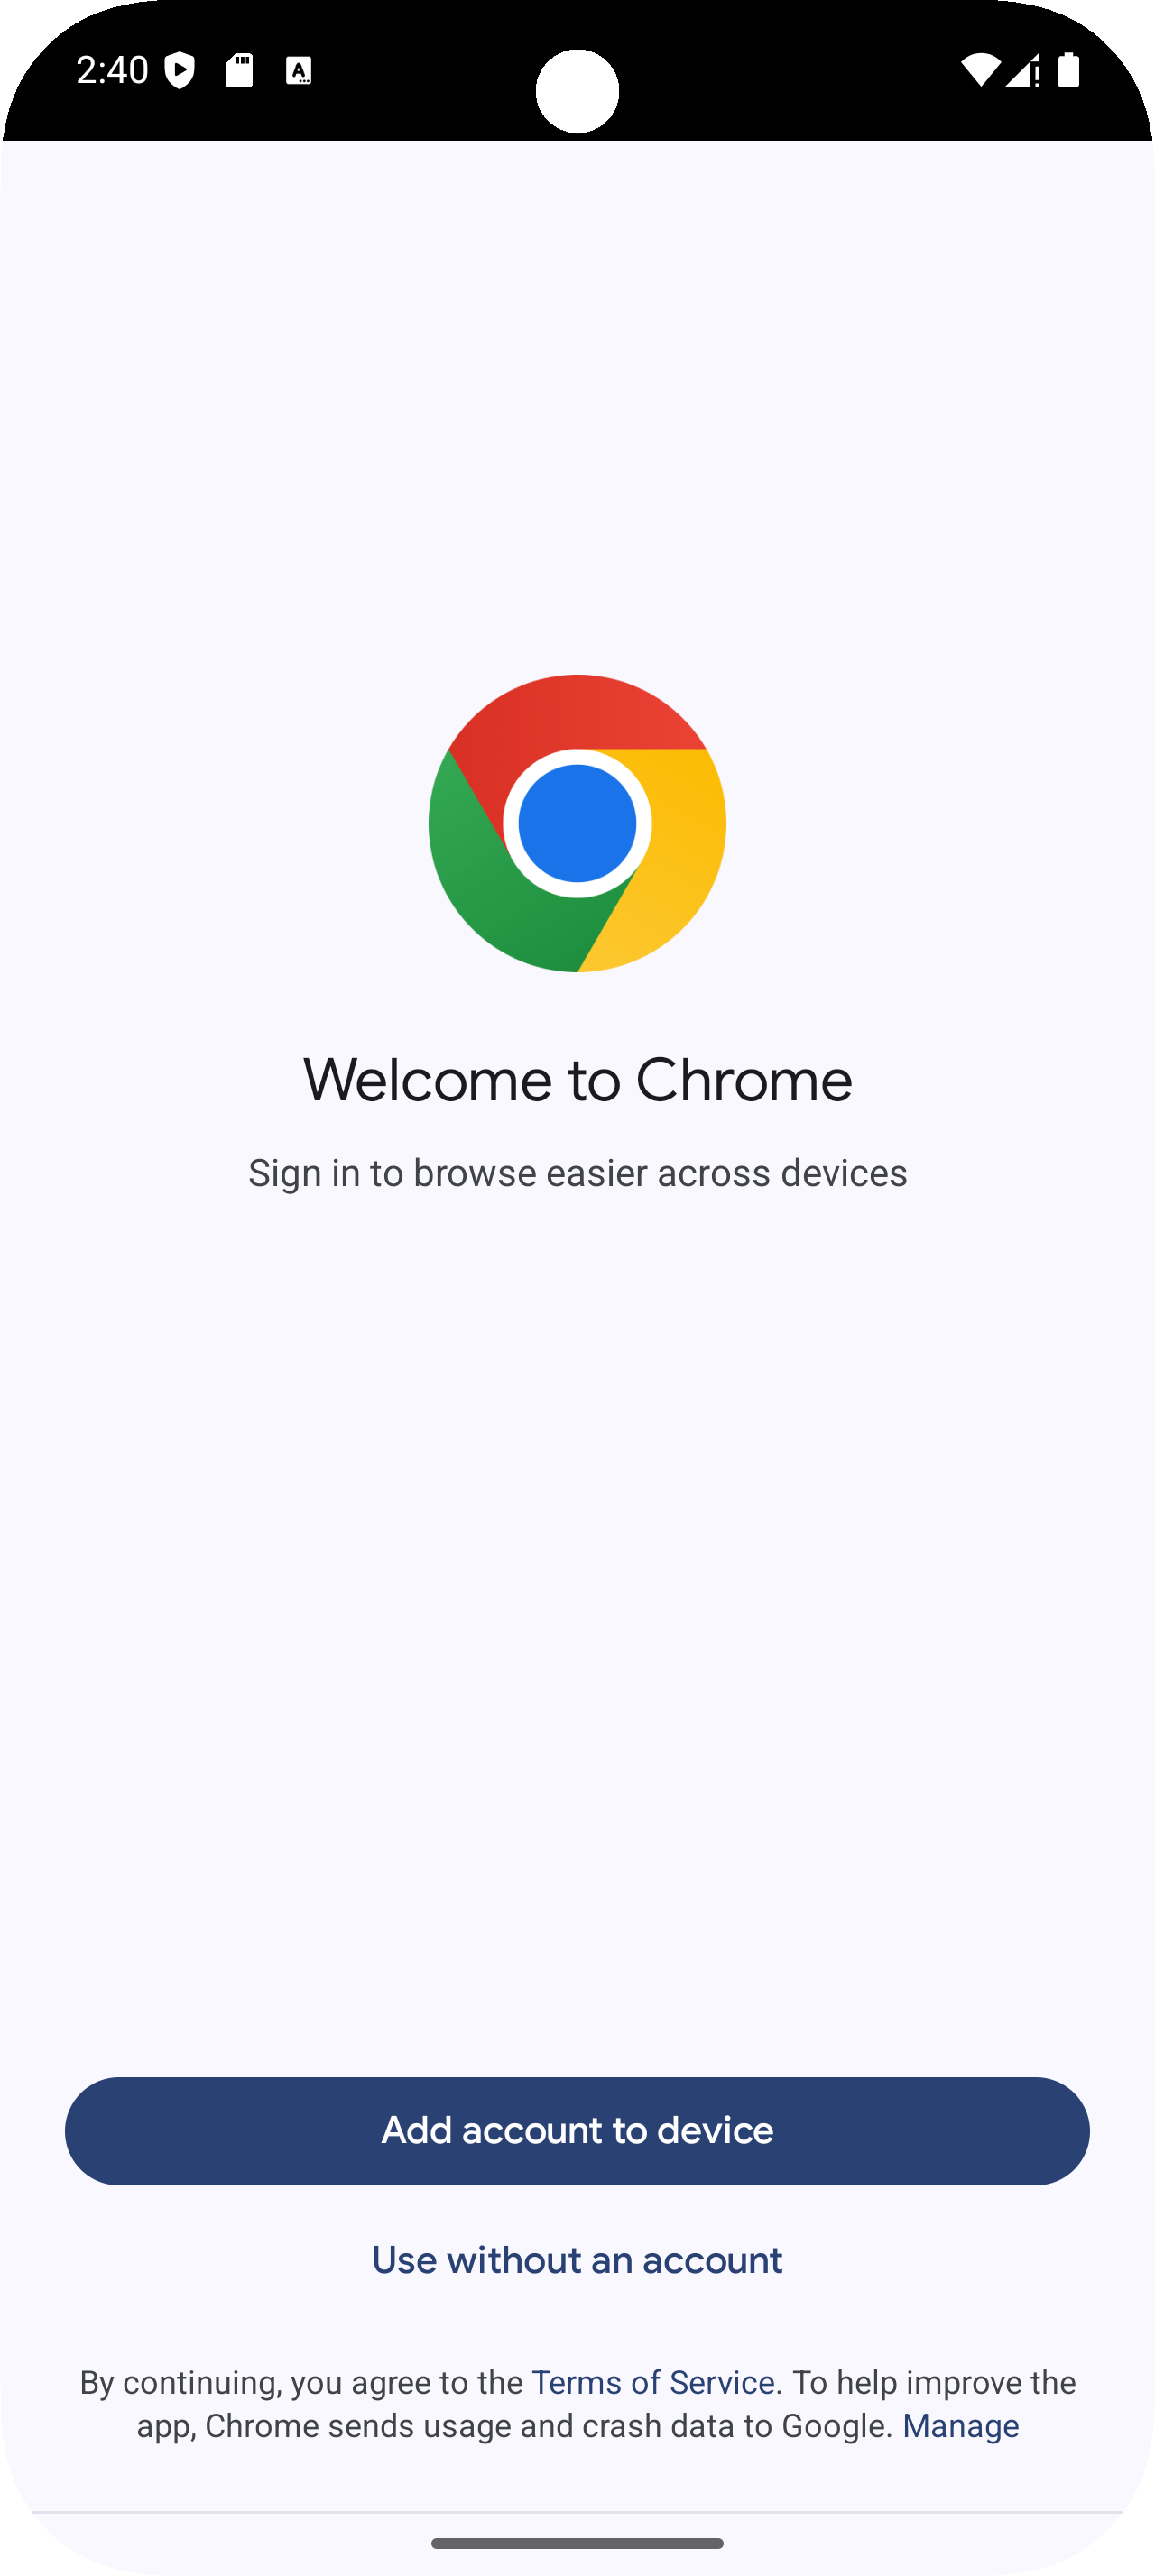 2:40
Welcome to Chrome
Sign in to browse easier across devices
Add account to device
Use without an account
By continuing, you agree to the Terms of Service. To help improve the
app, Chrome sends usage and crash data to Google. Manage